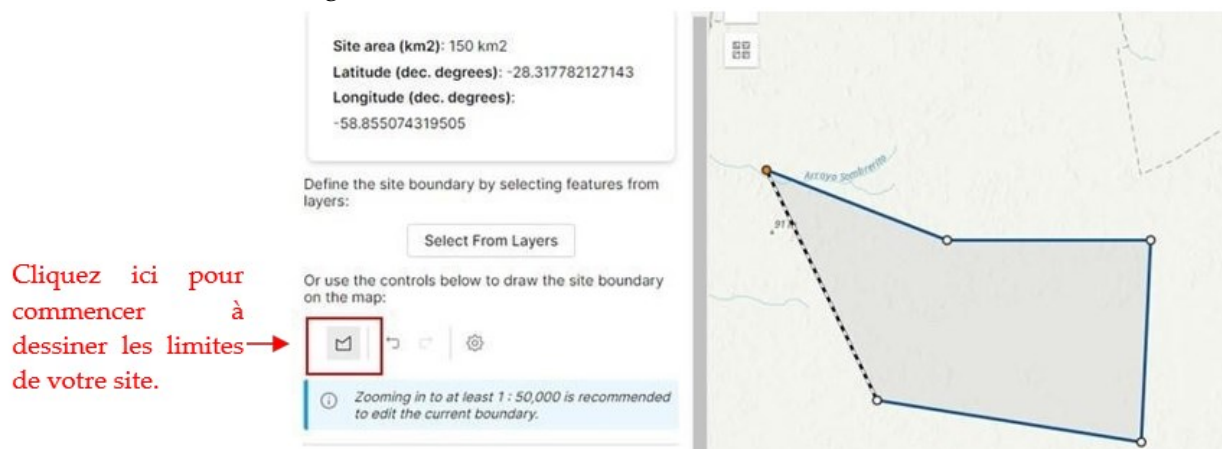 Site area (km2): 150 km2
Latitude (dec. degrees): -28.317782127143
Longitude (dec. degrees):
-58.855074319505
Define the site boundary by selecting features from
layers:
Select From Layers
Or use the controls below to draw the site boundary
on the map:
Cliquez ici pour
commencer à
dessiner les limites
de votre site.
Zooming in to at least 1 : 50,000 is recommended
to edit the current boundary.
Arroyo Sombrerito